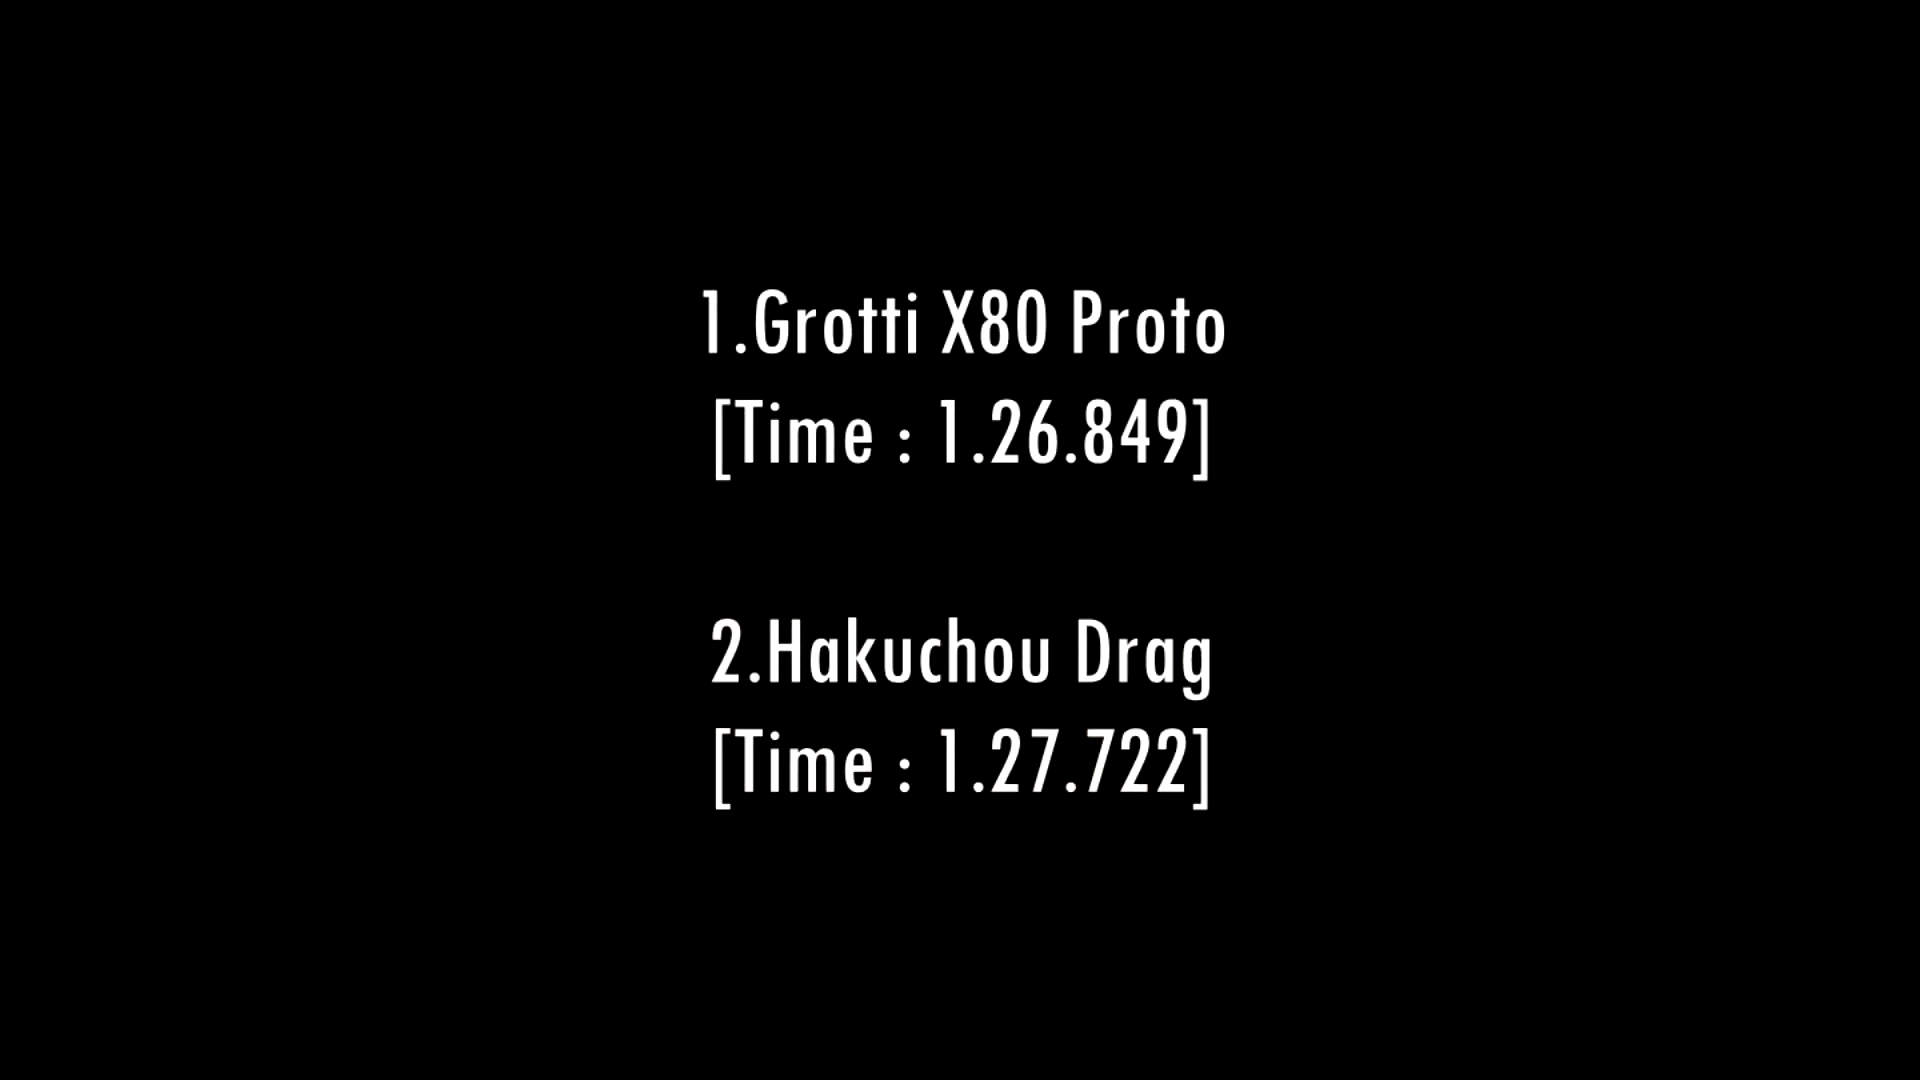 1.Grotti X80 Proto
[Time : 1.26.849]
2.Hakuchou Drag
[Time : 1.27.722]